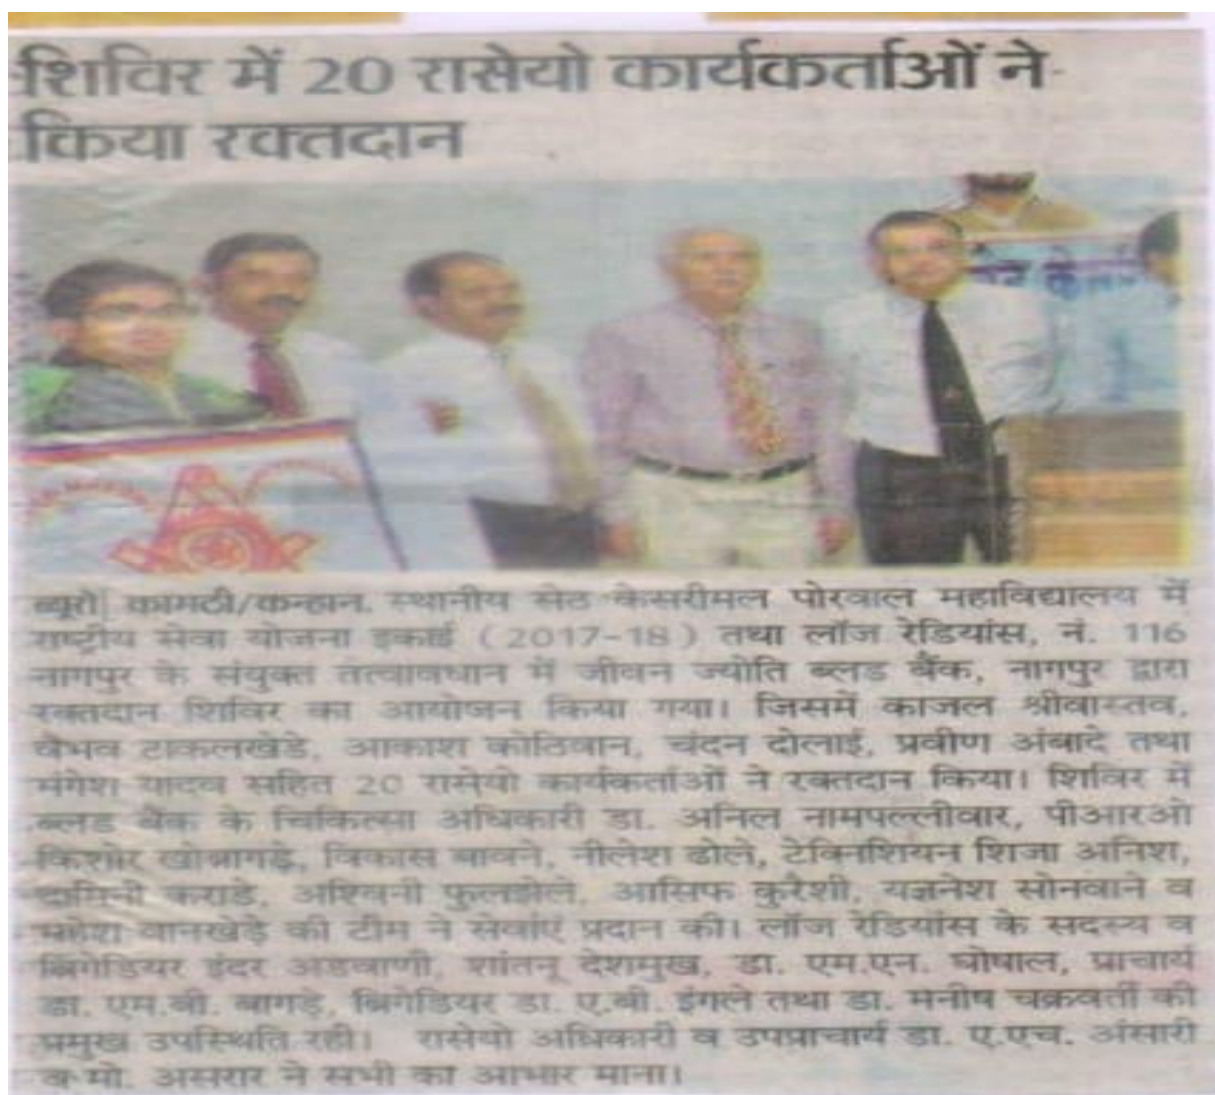 शिविर में 20 रासेयो कार्यकर्ताओं ने
किया रक्तदान
ब्यूरो| कामठी/कन्हान. स्थानीय सेठ केसरीमल पोरवाल महाविद्यालय में
राष्ट्रीय सेवा योजना इकाई (2017-18) तथा लॉज रेडियांस, नं. 116
नागपुर के संयुक्त तत्वावधान में जीवन ज्योति ब्लड बैंक, नागपुर द्वारा
रक्तदान शिविर का आयोजन किया गया। जिसमें काजल श्रीवास्तव,
वैभव टाकलखेडे, आकाश कोठिवान, चंदन दोलाई, प्रवीण अंबादे तथा
मंगेश यादव सहित 20 रासेयो कार्यकर्ताओं ने रक्तदान किया। शिविर में
ब्लड बैंक के चिकित्सा अधिकारी डा. अनिल नामपल्लीवार, पीआरओ
किशोर खोब्रागडे, विकास बावने, नीलेश ढोले, टेक्निशियन शिजा अनिश,
दामिनी कराडे, अश्विनी फुलझेले, आसिफ कुरैशी, यज्ञनेश सोनवाने व
महेश वानखेड़े की टीम ने सेवाएं प्रदान की। लॉज रेडियांस के सदस्य व
ब्रिगेडियर इंदर अडवाणी, शांतनू देशमुख, डा. एम.एन. घोषाल, प्राचार्य
डा. एम.बी. बागडे, ब्रिगेडियर डा. ए.बी. इंगले तथा डा. मनीष चक्रवर्ती की
प्रमुख उपस्थिति रही। रासेयो अधिकारी व उपप्राचार्य डा. ए.एच. अंसारी
व मो. असरार ने सभी का आभार माना।